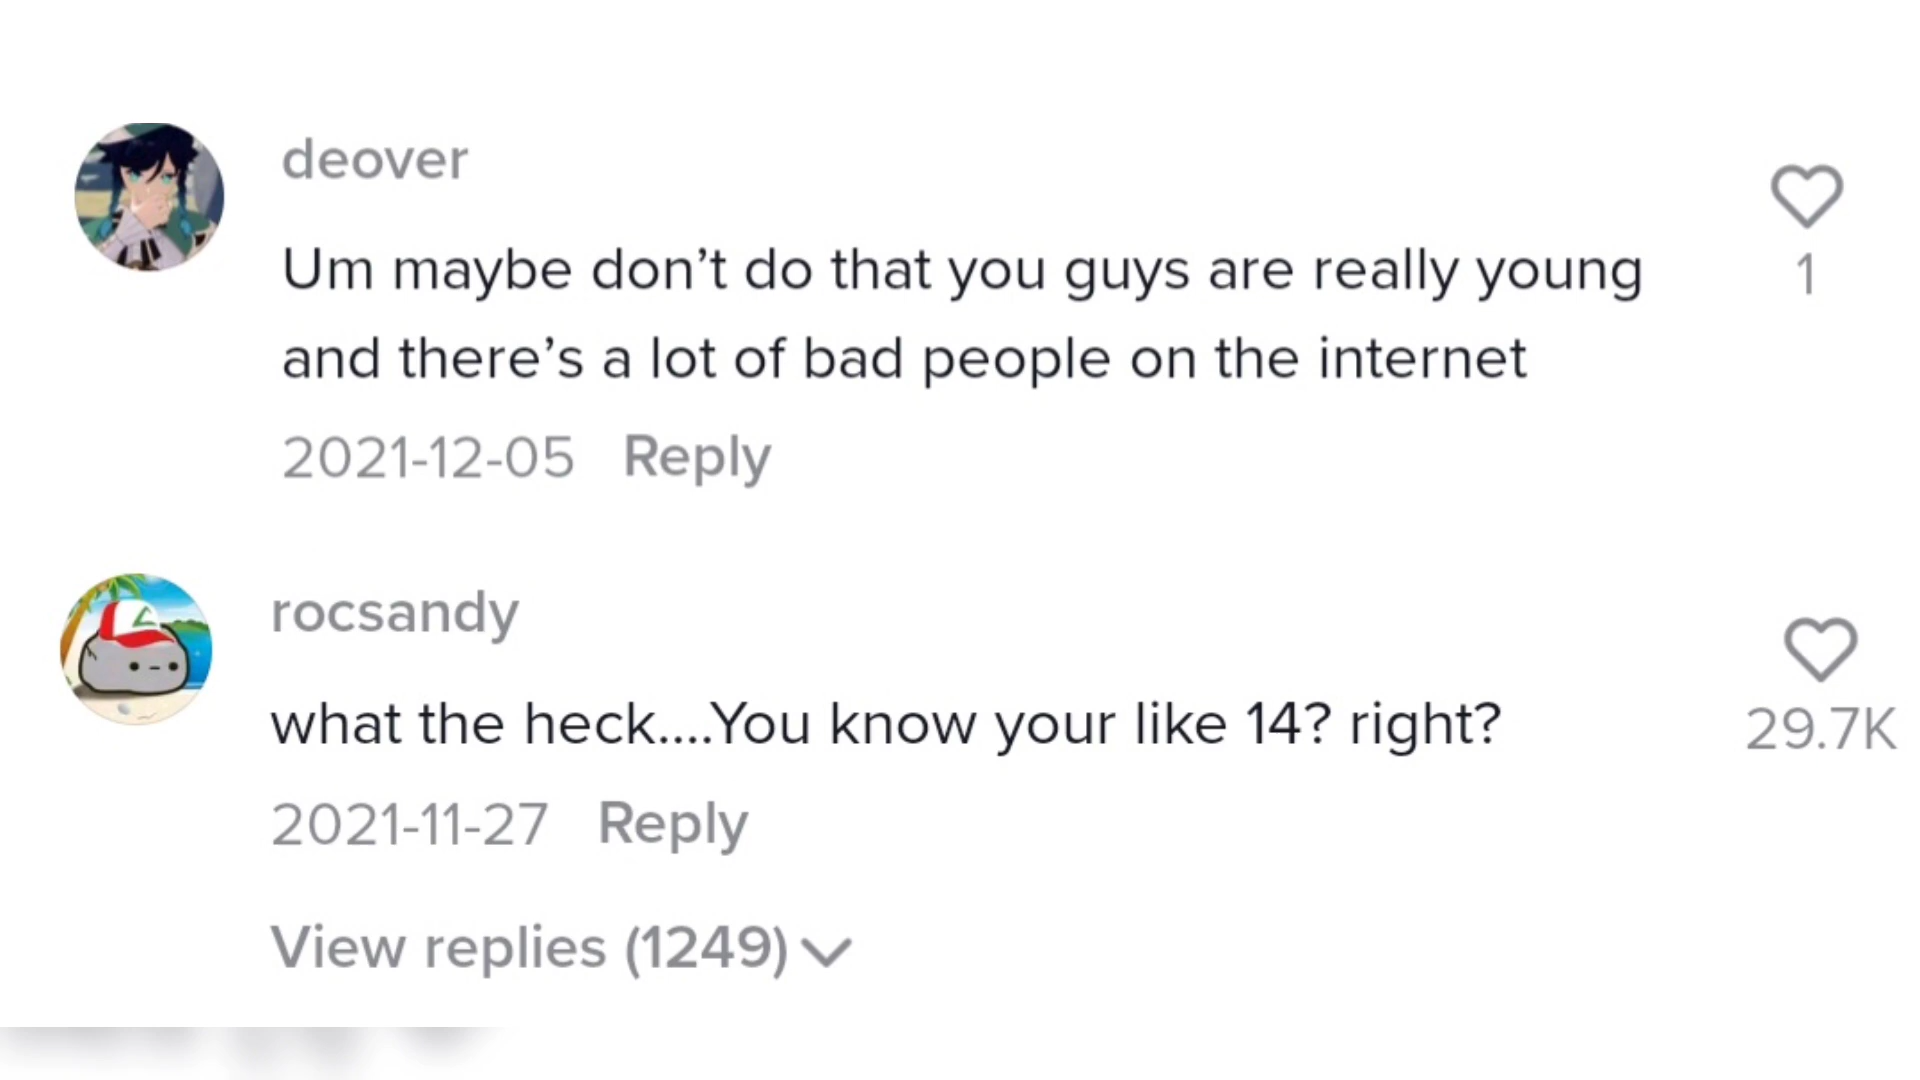 deover
Um maybe don’t do that you guys are really young
and there’s a lot of bad people on the internet
1
2021-12-05 Reply
rocsandy
what the heck....You know your like 14? right?
29.7K
2021-11-27 Reply
View replies (1249)